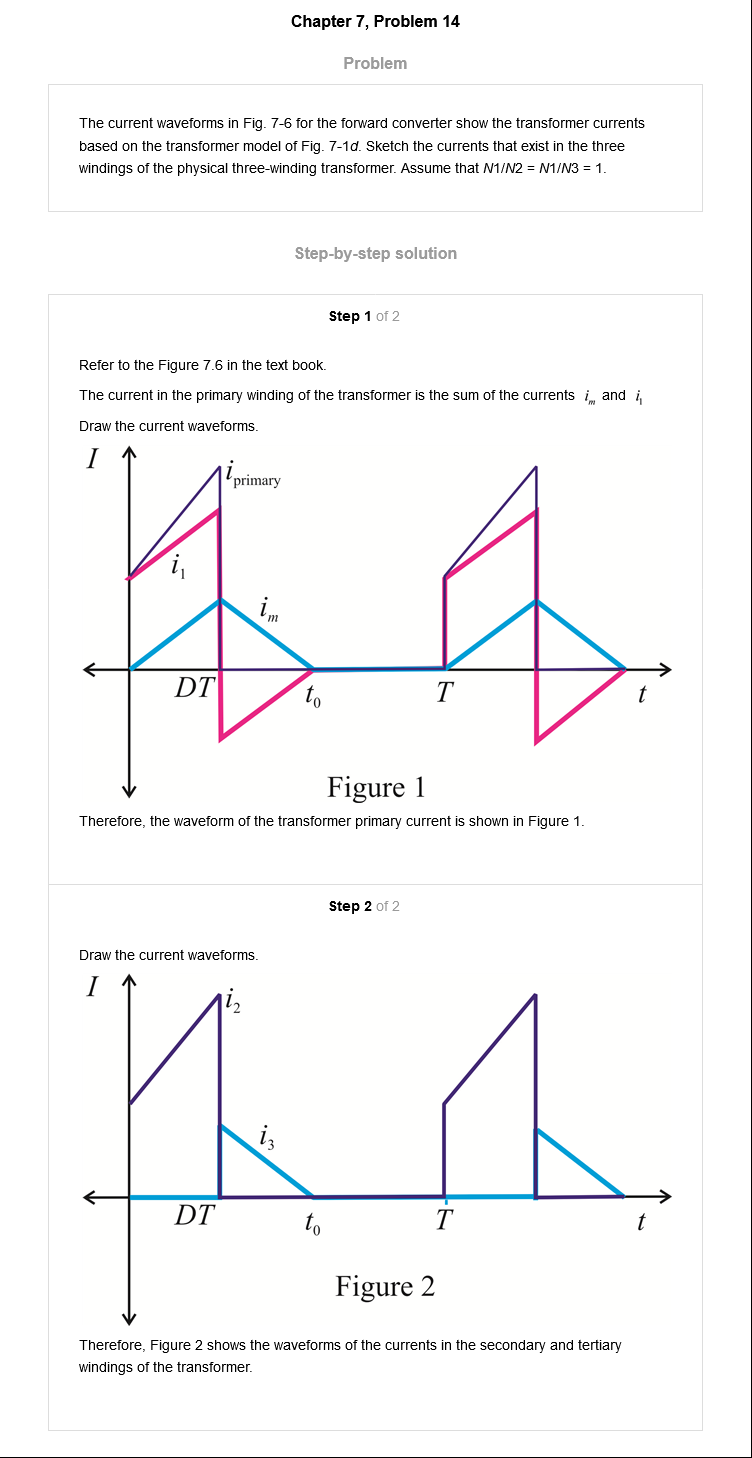 Chapter 7, Problem 14
Problem
The current waveforms in Fig. 7-6 for the forward converter show the transformer currents
based on the transformer model of Fig. 7-1d. Sketch the currents that exist in the three
windings of the physical three-winding transformer. Assume that N1/N2 = N1/N3 = 1.
Step-by-step solution
Step 1 of 2
Refer to the Figure 7.6 in the text book.
The current in the primary winding of the transformer is the sum of the currents i_m and i_1
Draw the current waveforms.
I
i_primary
i_1
i_m
DT
t_0
T
t
Figure 1
Therefore, the waveform of the transformer primary current is shown in Figure 1.
Step 2 of 2
Draw the current waveforms.
I
i_2
i_3
DT
t_0
T
t
Figure 2
Therefore, Figure 2 shows the waveforms of the currents in the secondary and tertiary
windings of the transformer.